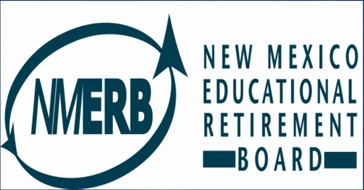 NMERB
NEW MEXICO
EDUCATIONAL
RETIREMENT
BOARD